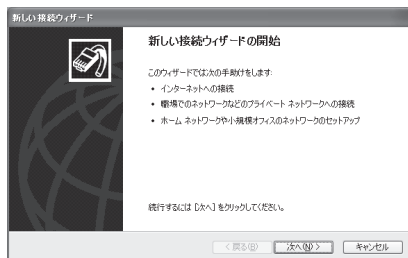 新しい接続ウィザード
新しい接続ウィザードの開始
このウィザードでは次の手助けをします:
• インターネットへの接続
• 職場でのネットワークなどのプライベート ネットワークへの接続
• ホーム ネットワークや小規模オフィスのネットワークのセットアップ
続行するには [次へ] をクリックしてください。
< 戻る(B) 次へ(N) > キャンセル